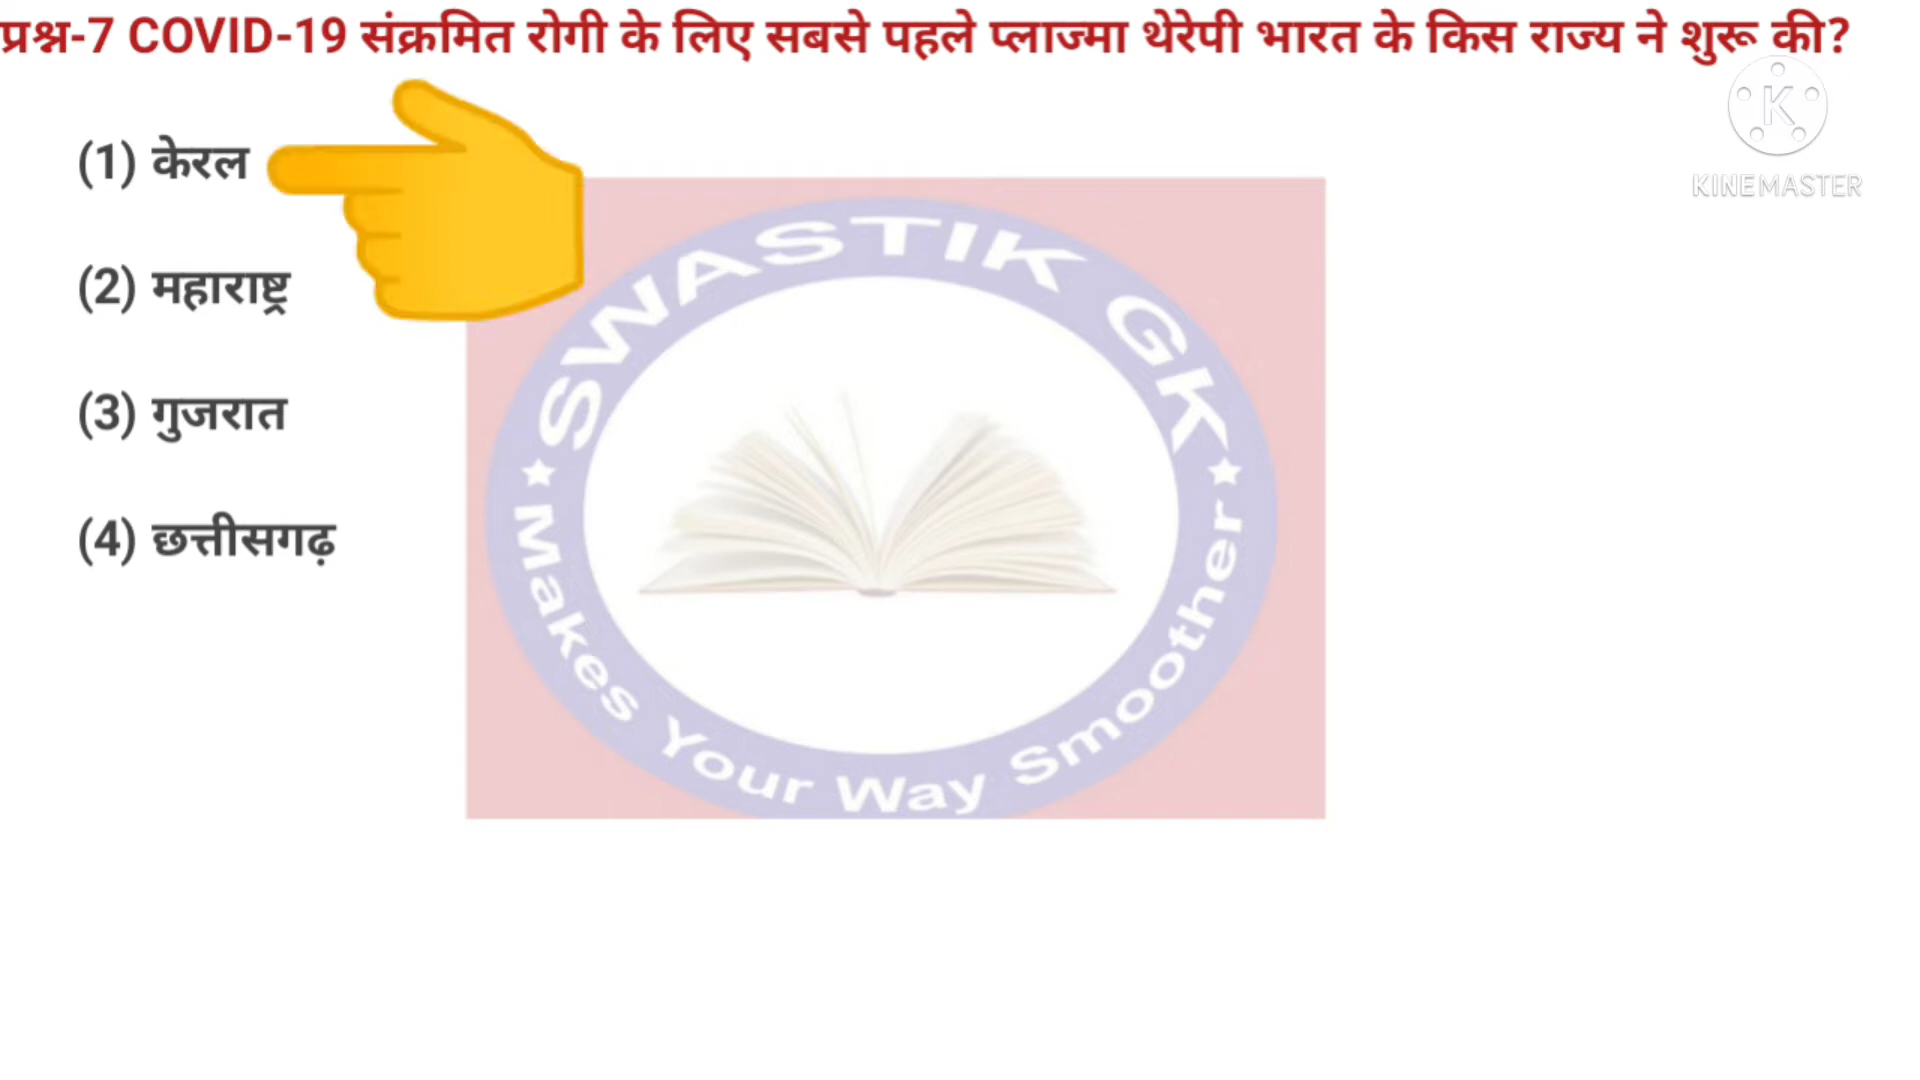 प्रश्न-7 COVID-19 संक्रमित रोगी के लिए सबसे पहले प्लाज्मा थेरेपी भारत के किस राज्य ने शुरू की?
K
KINEMASTER
(1) केरल
(2) महाराष्ट्र
(3) गुजरात
(4) छत्तीसगढ़
SWASTIK GK
Makes Your Way Smoother